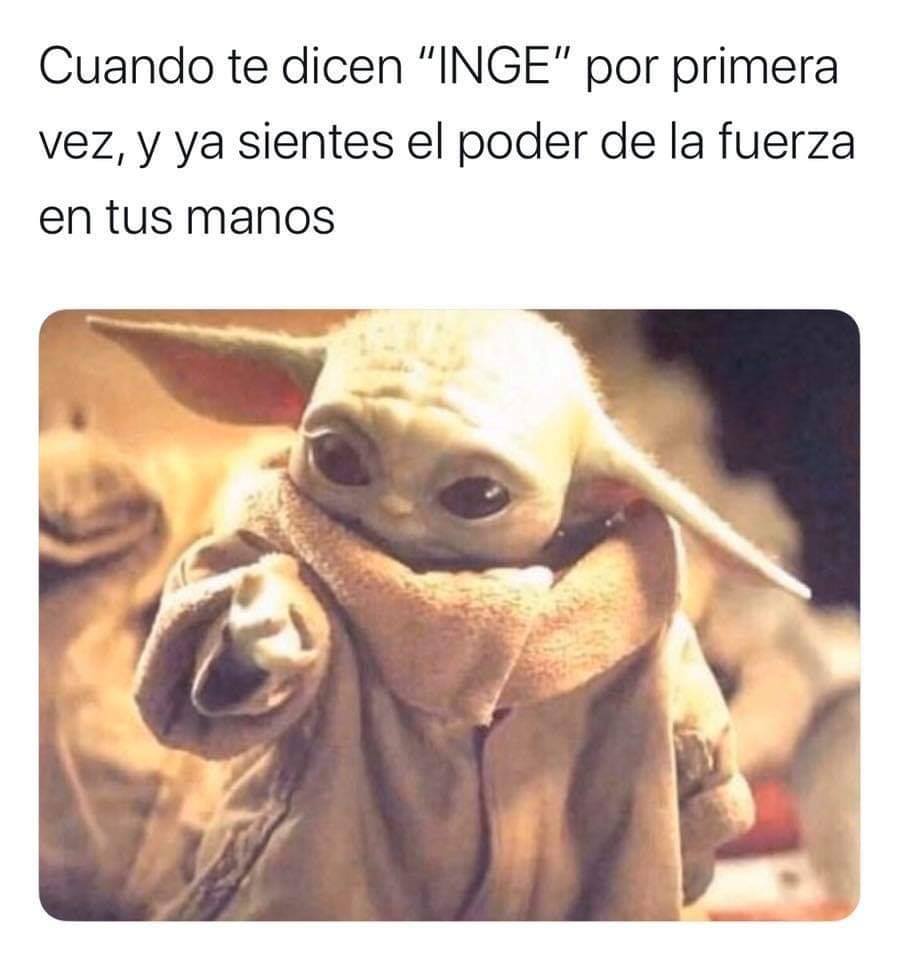 Cuando te dicen "INGE" por primera
vez, y ya sientes el poder de la fuerza
en tus manos